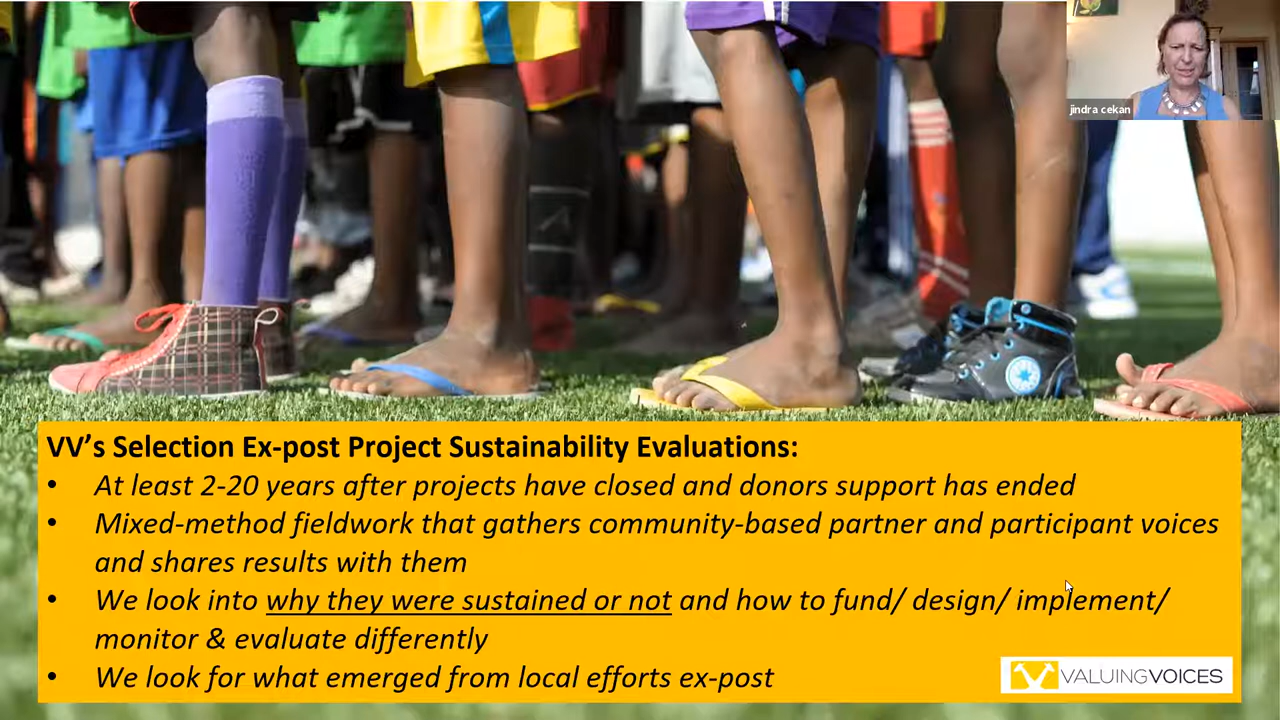 jindra cekan
VV's Selection Ex-post Project Sustainability Evaluations:
• At least 2-20 years after projects have closed and donors support has ended
• Mixed-method fieldwork that gathers community-based partner and participant voices
and shares results with them
• We look into why they were sustained or not and how to fund/ design/ implement/
monitor & evaluate differently
• We look for what emerged from local efforts ex-post
VALUINGVOICES